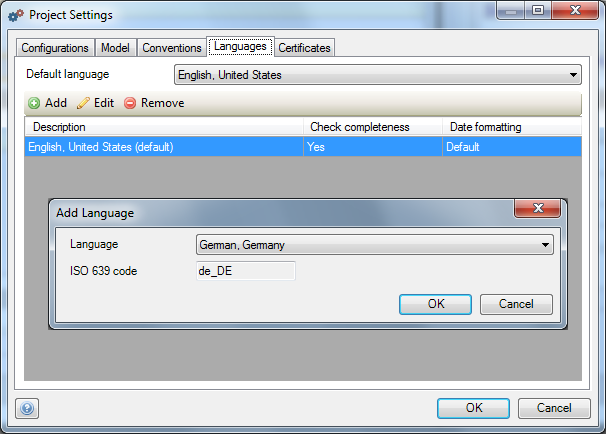 Project Settings
Configurations Model Conventions Languages Certificates
Default language English, United States
Add Edit Remove
Description Check completeness Date formatting
English, United States (default) Yes Default
Add Language
Language German, Germany
ISO 639 code de_DE
OK Cancel
? OK Cancel